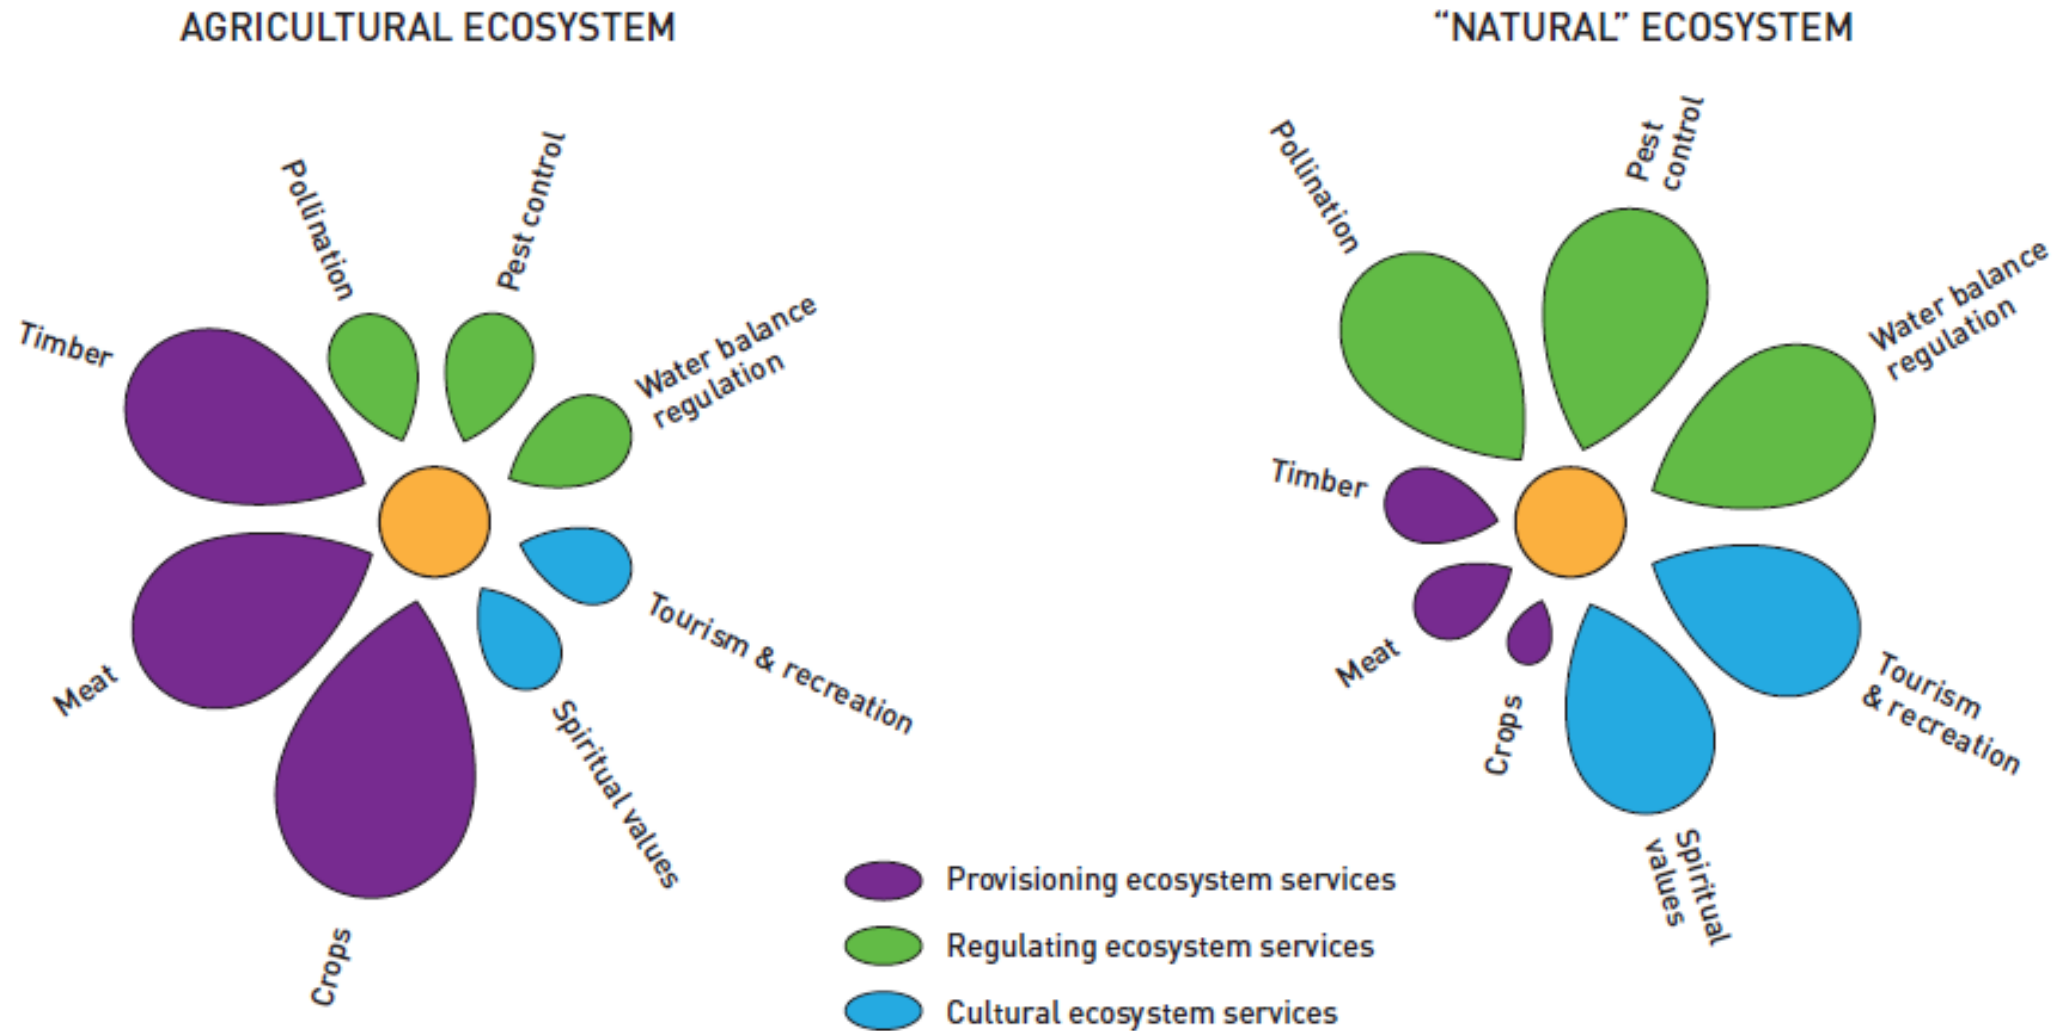 AGRICULTURAL ECOSYSTEM
Pollination
Pest control
Timber
Water balance
regulation
Meat
Tourism & recreation
Spiritual values
Crops
“NATURAL” ECOSYSTEM
Pollination
Pest
control
Water balance
regulation
Timber
Meat
Crops
Tourism
& recreation
Spiritual
values
Provisioning ecosystem services
Regulating ecosystem services
Cultural ecosystem services